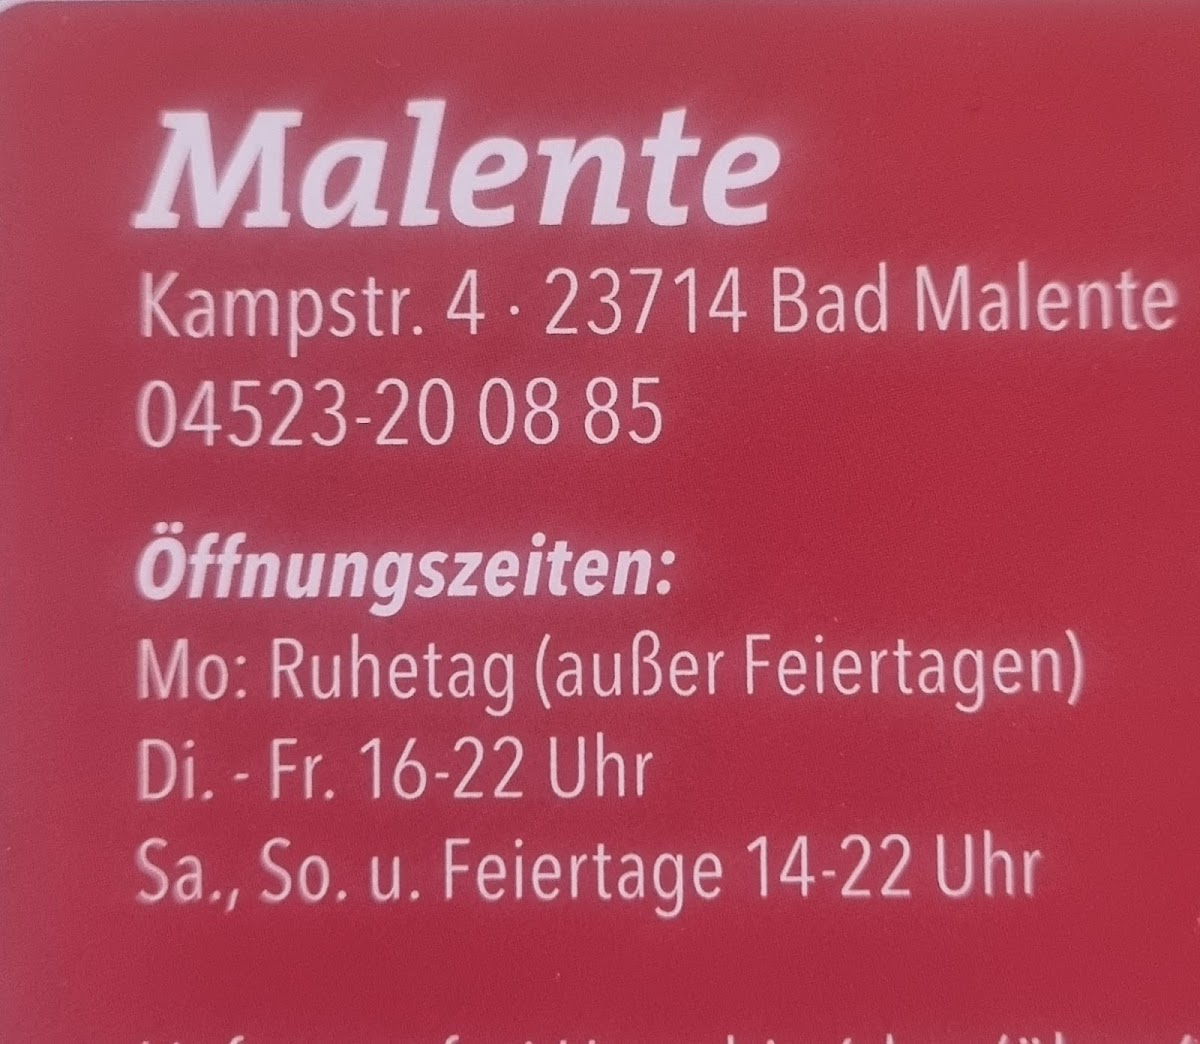 Malente
Kampstr. 4 · 23714 Bad Malente
04523-20 08 85
Öffnungszeiten:
Mo: Ruhetag (außer Feiertagen)
Di. - Fr. 16-22 Uhr
Sa., So. u. Feiertage 14-22 Uhr